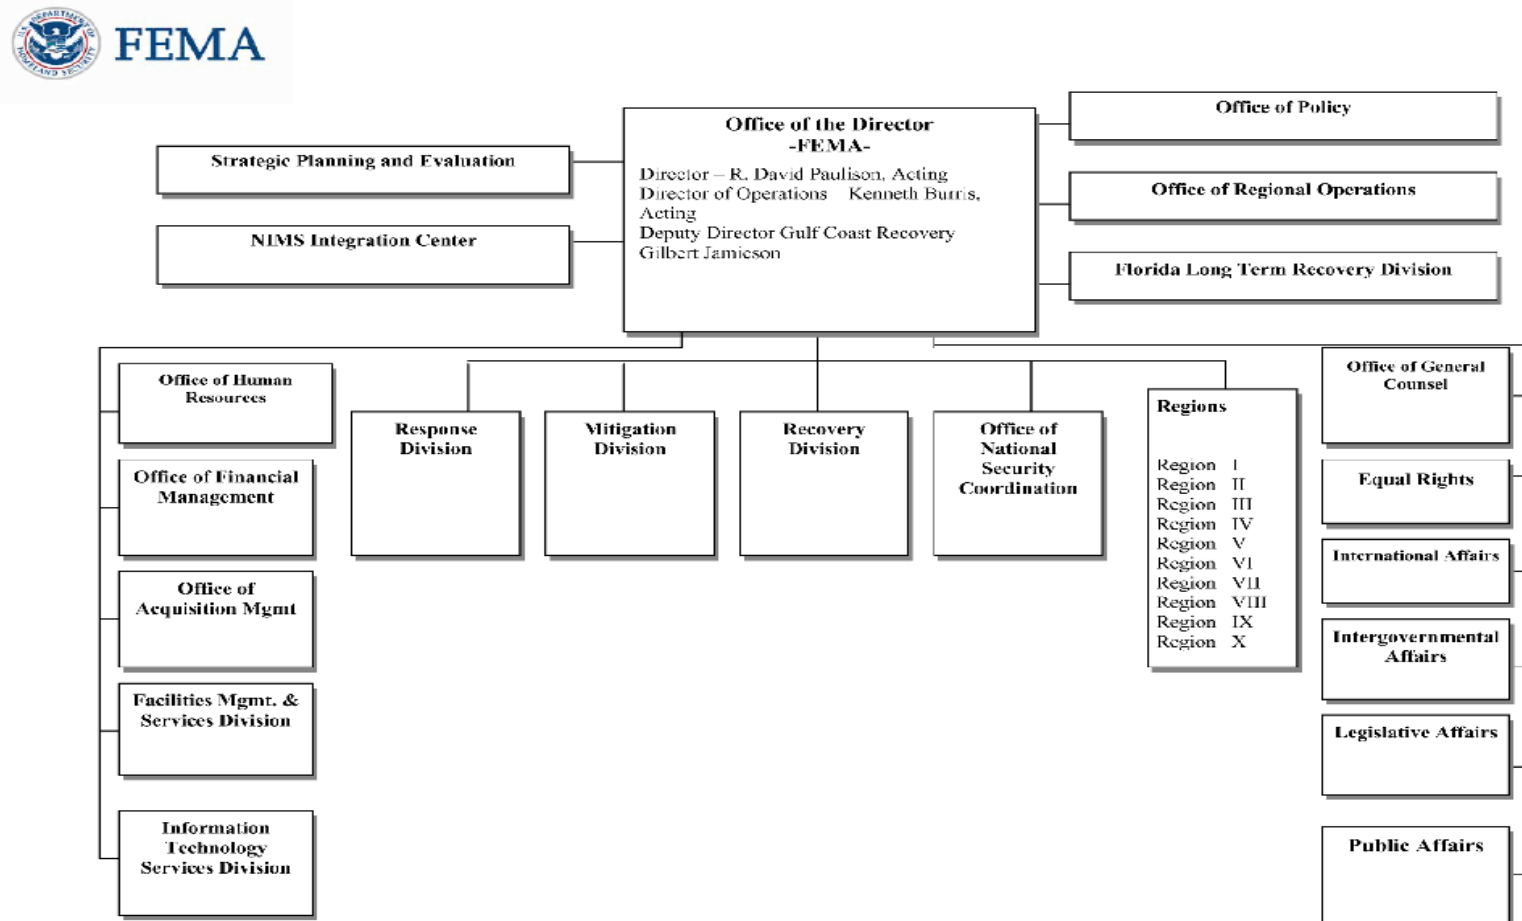 U.S. DEPARTMENT OF
HOMELAND SECURITY
FEMA
Office of the Director
-FEMA-
Director – R. David Paulison, Acting
Director of Operations Kenneth Burris,
Acting
Deputy Director Gulf Coast Recovery
Gilbert Jamieson
Strategic Planning and Evaluation
NIMS Integration Center
Office of Policy
Office of Regional Operations
Florida Long Term Recovery Division
Office of Human
Resources
Office of Financial
Management
Office of
Acquisition Mgmt
Facilities Mgmt. &
Services Division
Information
Technology
Services Division
Response
Division
Mitigation
Division
Recovery
Division
Office of
National
Security
Coordination
Regions
Region I
Region II
Region III
Region IV
Region V
Region VI
Region VII
Region VIII
Region IX
Region X
Office of General
Counsel
Equal Rights
International Affairs
Intergovernmental
Affairs
Legislative Affairs
Public Affairs